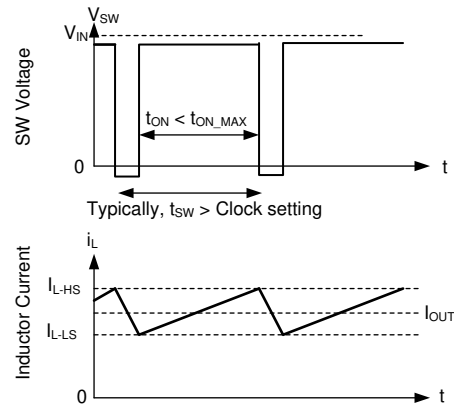 V_SW
V_IN
SW Voltage
t_ON < t_ON_MAX
0
t
Typically, t_SW > Clock setting
i_L
Inductor Current
I_L-HS
I_OUT
I_L-LS
0
t